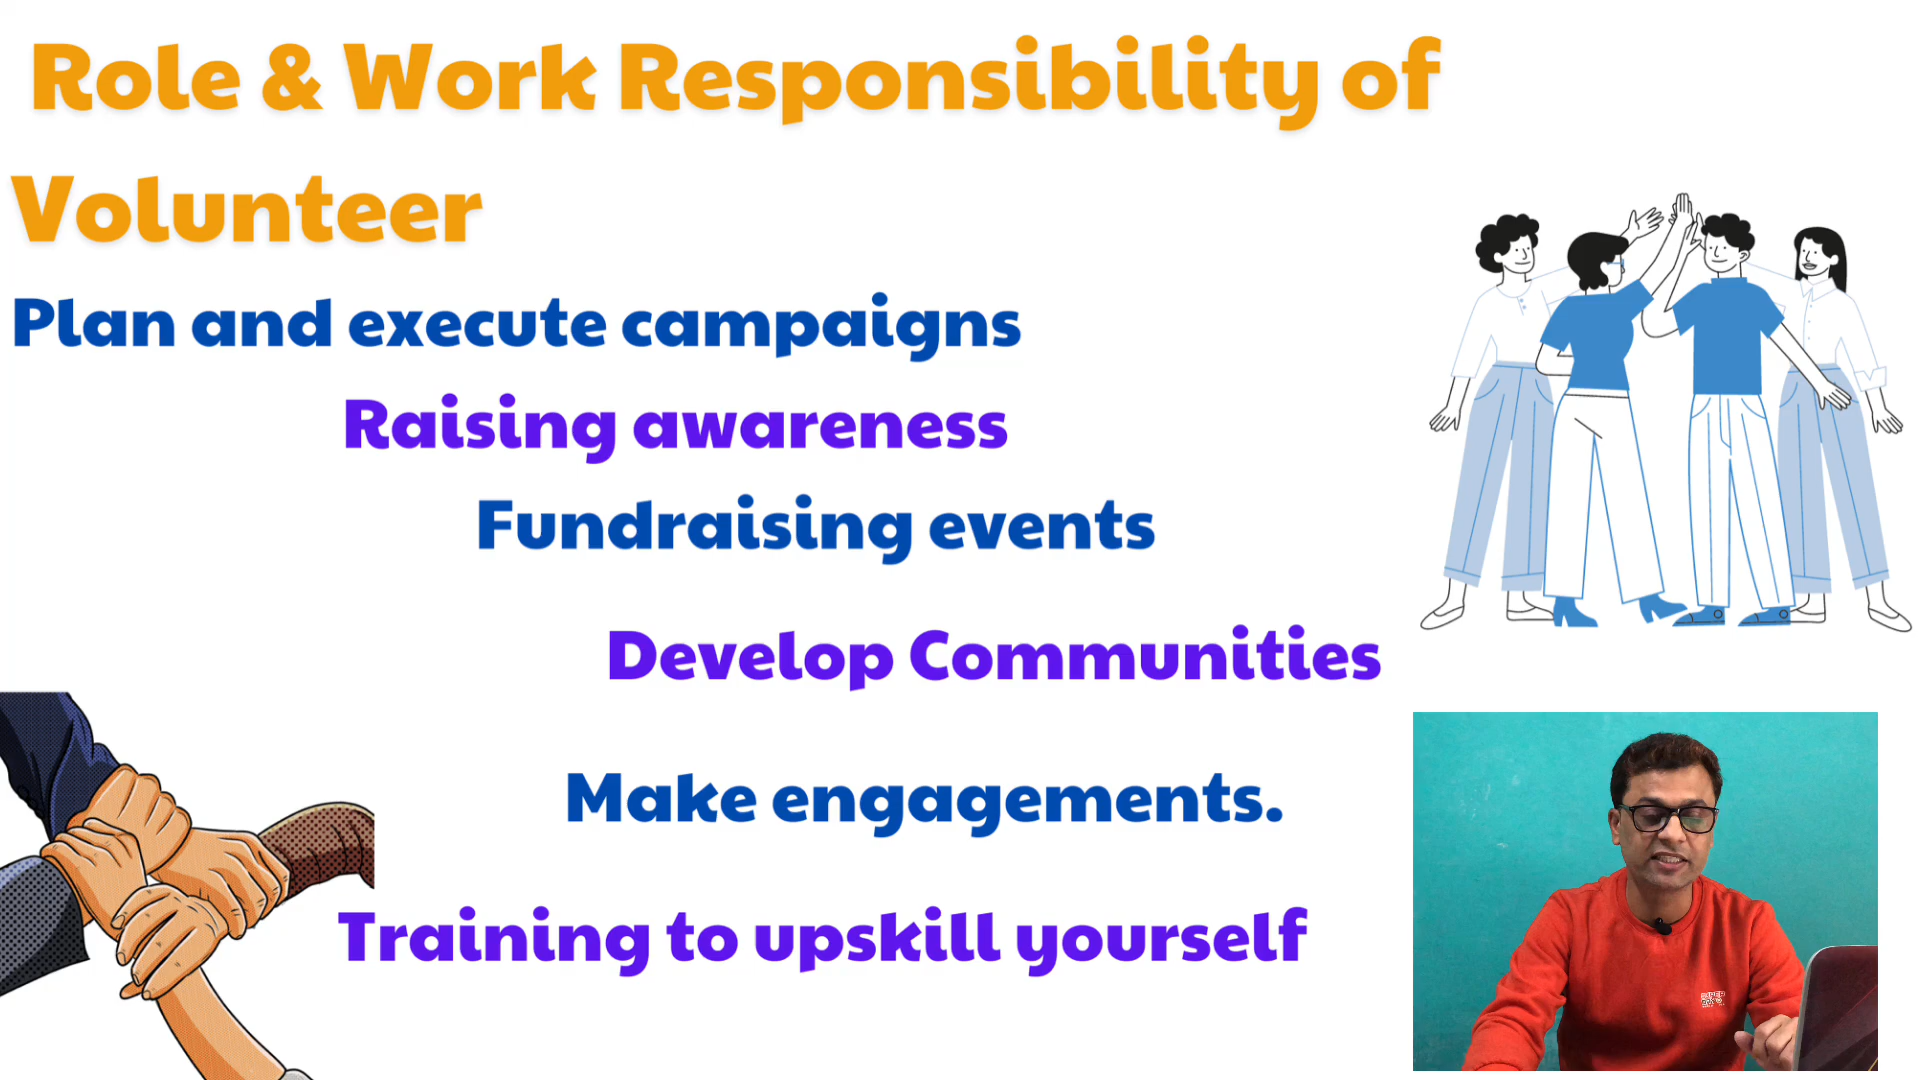 Role & Work Responsibility of
Volunteer
Plan and execute campaigns
Raising awareness
Fundraising events
Develop Communities
Make engagements.
Training to upskill yourself